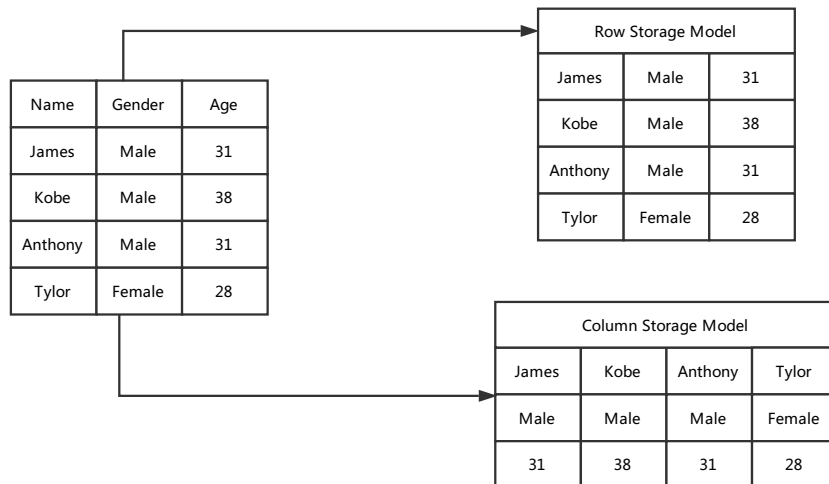 Name Gender Age
James Male 31
Kobe Male 38
Anthony Male 31
Tylor Female 28
Row Storage Model
James Male 31
Kobe Male 38
Anthony Male 31
Tylor Female 28
Column Storage Model
James Kobe Anthony Tylor
Male Male Male Female
31 38 31 28